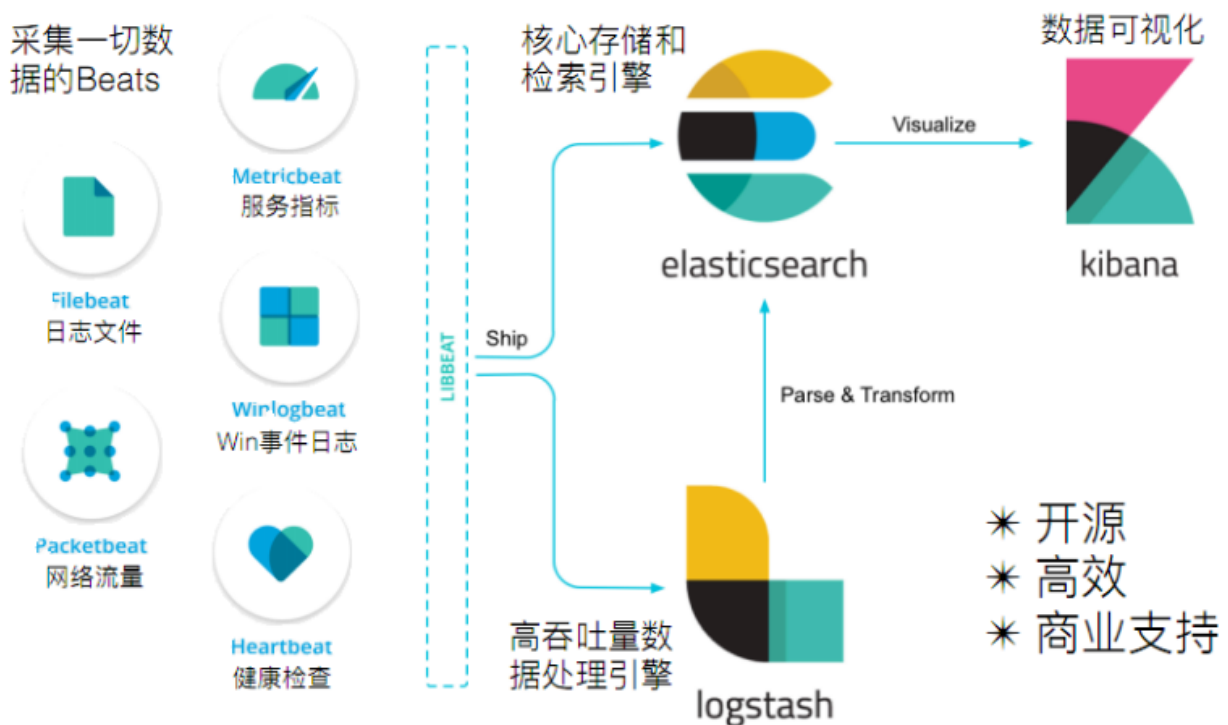 采集一切数
据的Beats
Metricbeat
服务指标
Filebeat
日志文件
Winlogbeat
Win事件日志
Packetbeat
网络流量
Heartbeat
健康检查
LIBBEAT
Ship
核心存储和
检索引擎
elasticsearch
Visualize
数据可视化
kibana
Parse & Transform
高吞吐量数
据处理引擎
logstash
✴ 开源
✴ 高效
✴ 商业支持